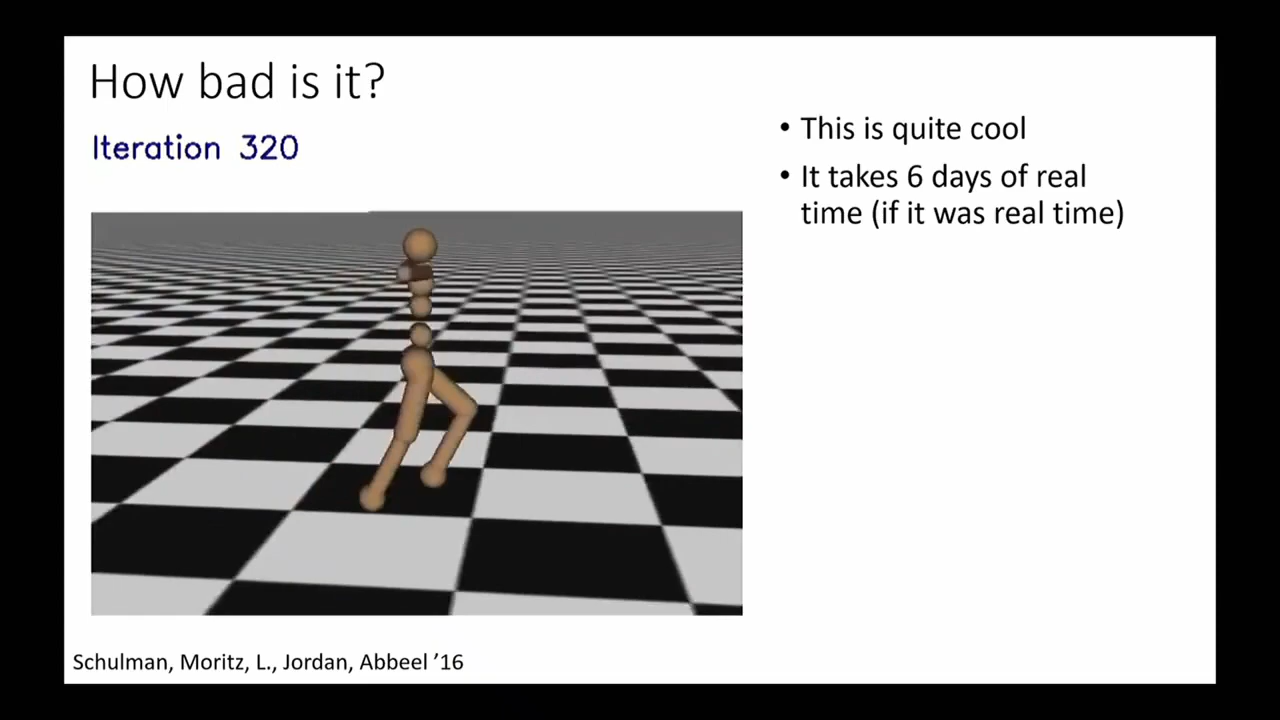 How bad is it?
Iteration 320
• This is quite cool
• It takes 6 days of real
time (if it was real time)
Schulman, Moritz, L., Jordan, Abbeel ’16